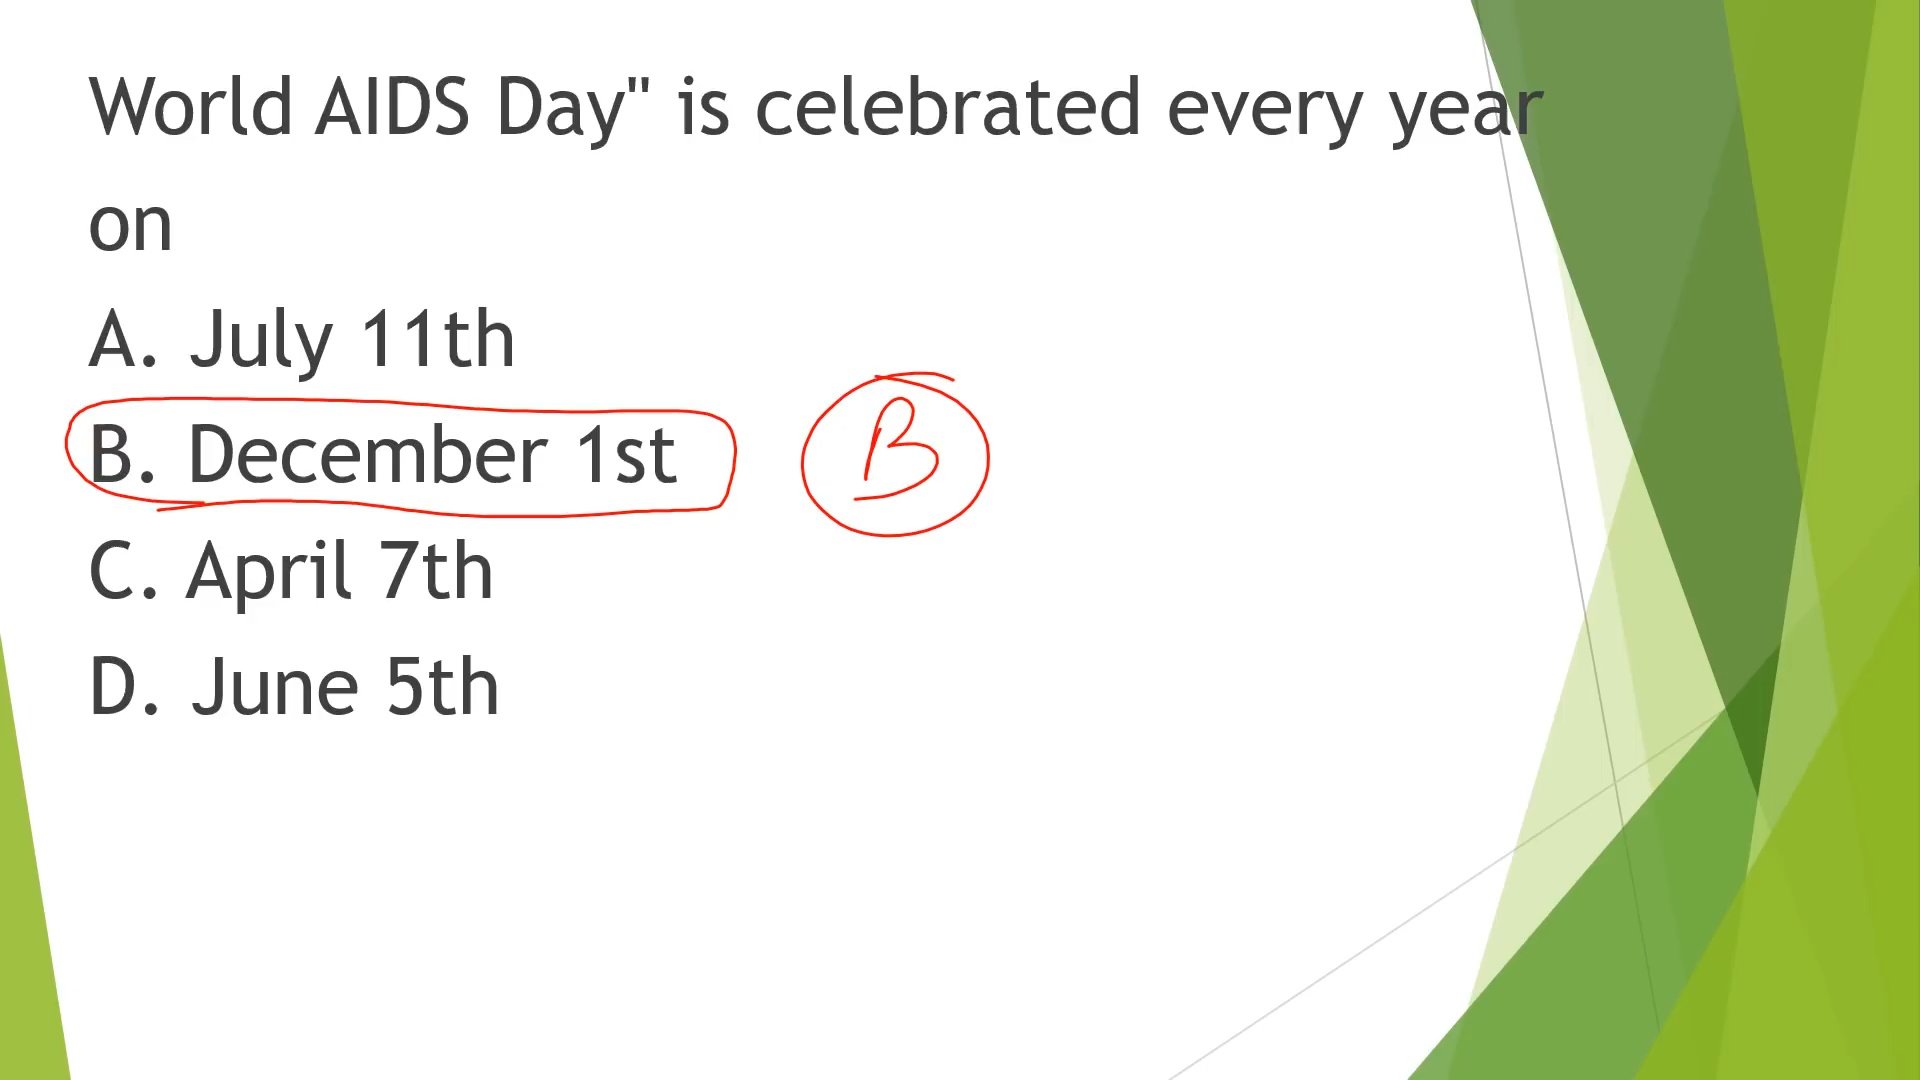 World AIDS Day" is celebrated every year
on
A. July 11th
B. December 1st
B
C. April 7th
D. June 5th